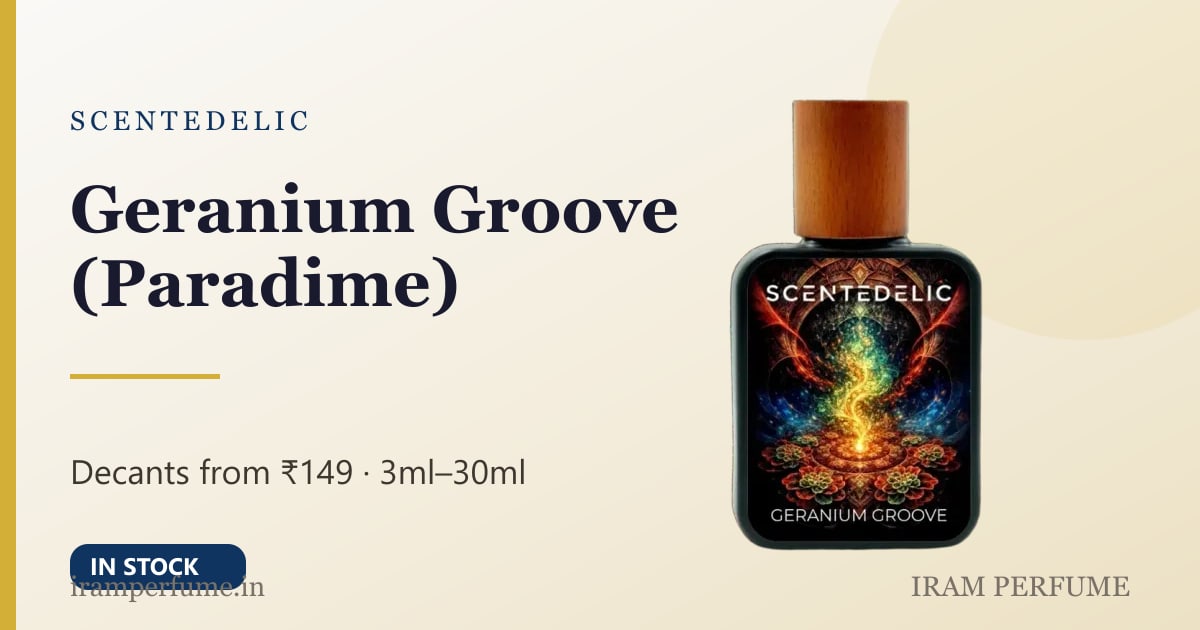 SCENTEDELIC
Geranium Groove
(Paradime)
Decants from ₹149 · 3ml–30ml
IN STOCK
iramperfume.in
SCENTEDELIC
GERANIUM GROOVE
IRAM PERFUME